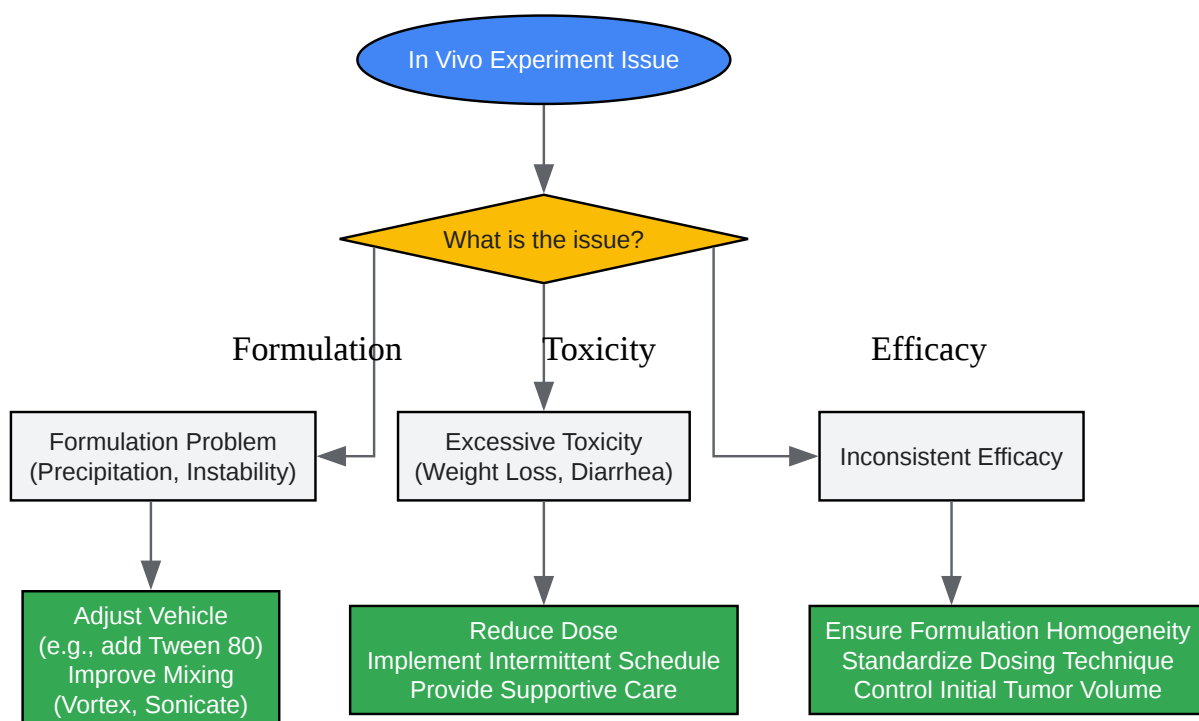 In Vivo Experiment Issue
What is the issue?
Formulation
Toxicity
Efficacy
Formulation Problem
(Precipitation, Instability)
Excessive Toxicity
(Weight Loss, Diarrhea)
Inconsistent Efficacy
Adjust Vehicle
(e.g., add Tween 80)
Improve Mixing
(Vortex, Sonicate)
Reduce Dose
Implement Intermittent Schedule
Provide Supportive Care
Ensure Formulation Homogeneity
Standardize Dosing Technique
Control Initial Tumor Volume